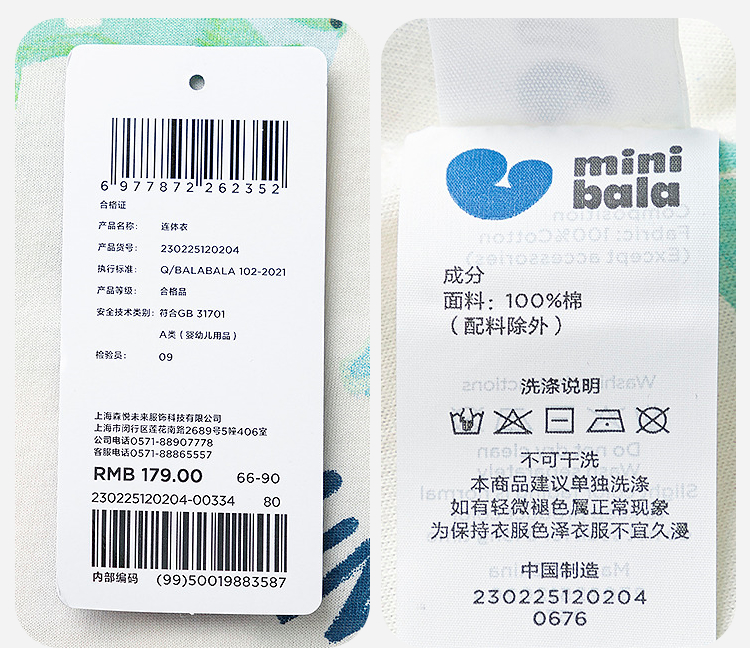 6 977872 262352
合格证
产品名称: 连体衣
产品货号: 230225120204
执行标准: Q/BALABALA 102-2021
产品等级: 合格品
安全技术类别: 符合GB 31701
A类（婴幼儿用品）
检验员: 09
上海森悦未来服饰科技有限公司
上海市闵行区莲花南路2689号5幢406室
公司电话0571-88907778
客服电话0571-88865557
RMB 179.00 66-90
230225120204-00334 80
内部编码 (99)50019883587
mini
bala
Composition
Fabric: 100%Cotton
(Except accessories)
成分
面料: 100%棉
（配料除外）
洗涤说明
不可干洗
本商品建议单独洗涤
如有轻微褪色属正常现象
为保持衣服色泽衣服不宜久漫
中国制造
230225120204
0676